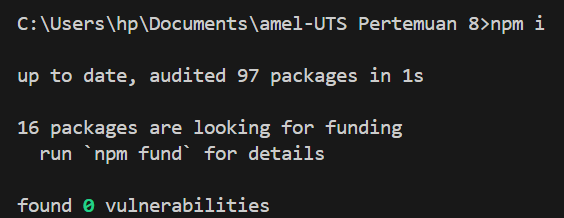 C:\Users\hp\Documents\amel-UTS Pertemuan 8>npm i
up to date, audited 97 packages in 1s
16 packages are looking for funding
run `npm fund` for details
found 0 vulnerabilities